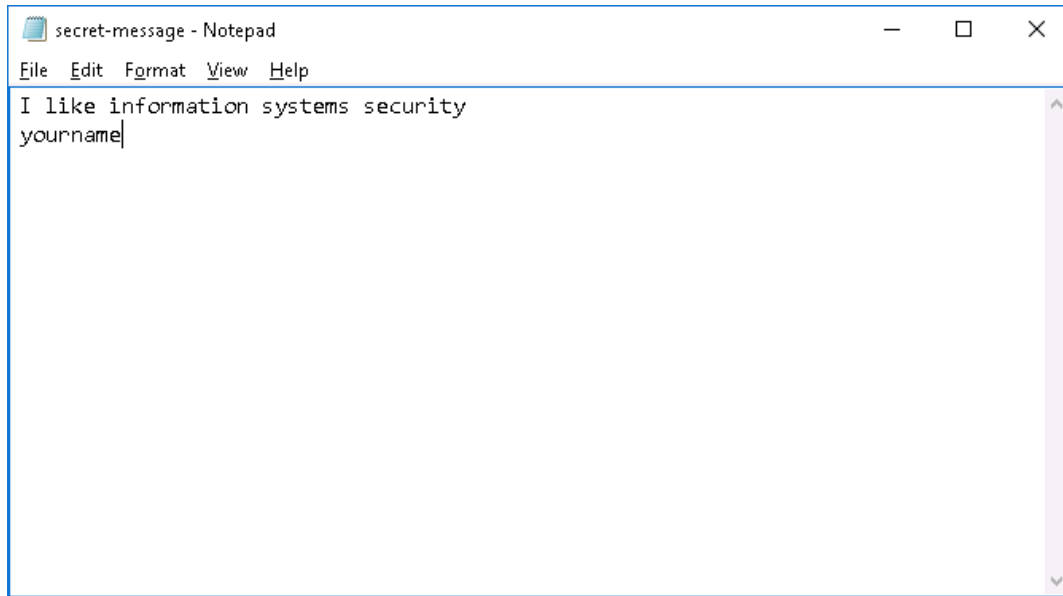 secret-message - Notepad
File Edit Format View Help
I like information systems security
yourname